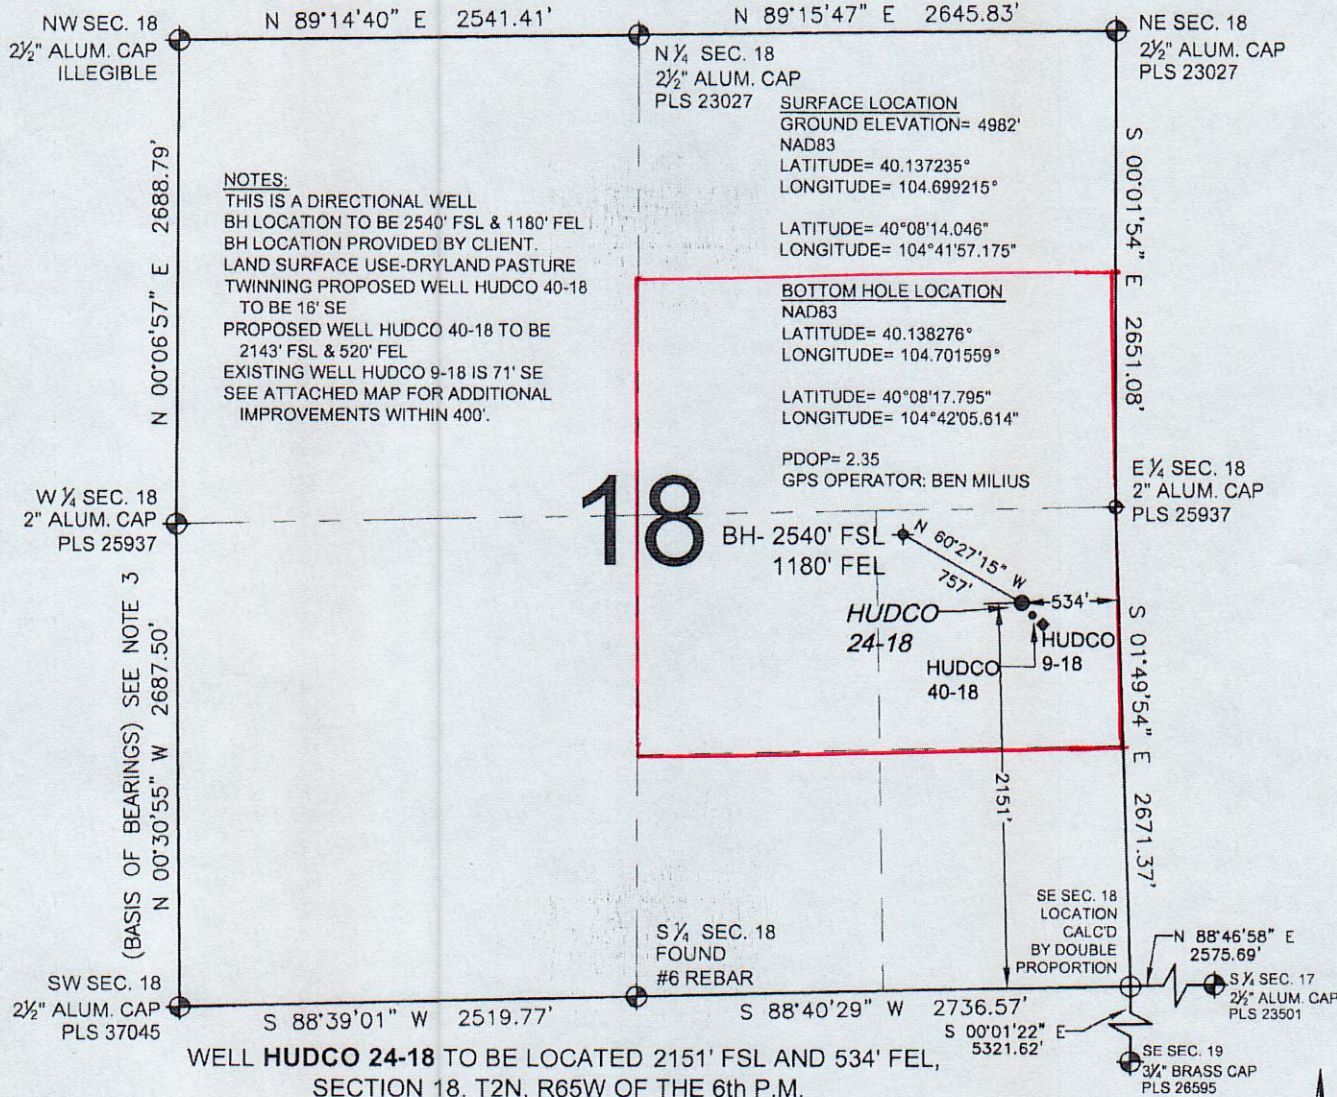 NW SEC. 18
2½" ALUM. CAP
ILLEGIBLE
N 89°14'40" E 2541.41'
N 89°15'47" E 2645.83'
NE SEC. 18
2½" ALUM. CAP
PLS 23027
N ¼ SEC. 18
2½" ALUM. CAP
PLS 23027
SURFACE LOCATION
GROUND ELEVATION= 4982'
NAD83
LATITUDE= 40.137235°
LONGITUDE= 104.699215°
LATITUDE= 40°08'14.046"
LONGITUDE= 104°41'57.175"
N 00°06'57" E 2688.79'
NOTES:
THIS IS A DIRECTIONAL WELL
BH LOCATION TO BE 2540' FSL & 1180' FEL
BH LOCATION PROVIDED BY CLIENT.
LAND SURFACE USE-DRYLAND PASTURE
TWINNING PROPOSED WELL HUDCO 40-18
TO BE 16' SE
PROPOSED WELL HUDCO 40-18 TO BE
2143' FSL & 520' FEL
EXISTING WELL HUDCO 9-18 IS 71' SE
SEE ATTACHED MAP FOR ADDITIONAL
IMPROVEMENTS WITHIN 400'.
S 00°01'54" E 2651.08'
BOTTOM HOLE LOCATION
NAD83
LATITUDE= 40.138276°
LONGITUDE= 104.701559°
LATITUDE= 40°08'17.795"
LONGITUDE= 104°42'05.614"
PDOP= 2.35
GPS OPERATOR: BEN MILIUS
W ¼ SEC. 18
2" ALUM. CAP
PLS 25937
18
E ¼ SEC. 18
2" ALUM. CAP
PLS 25937
BH- 2540' FSL
1180' FEL
N 60°27'15" W
757'
534'
HUDCO
24-18
HUDCO
9-18
HUDCO
40-18
(BASIS OF BEARINGS) SEE NOTE 3
N 00°30'55" W 2687.50'
S 01°49'54" E 2671.37'
2151'
SE SEC. 18
LOCATION
CALC'D
BY DOUBLE
PROPORTION
N 88°46'58" E
2575.69'
S ¼ SEC. 18
FOUND
#6 REBAR
SW SEC. 18
2½" ALUM. CAP
PLS 37045
S ¼ SEC. 17
2½" ALUM. CAP
PLS 23501
S 88°39'01" W 2519.77'
S 88°40'29" W 2736.57'
S 00°01'22" E
5321.62'
SE SEC. 19
3¼" BRASS CAP
PLS 26595
WELL HUDCO 24-18 TO BE LOCATED 2151' FSL AND 534' FEL,
SECTION 18, T2N, R65W OF THE 6th P.M.